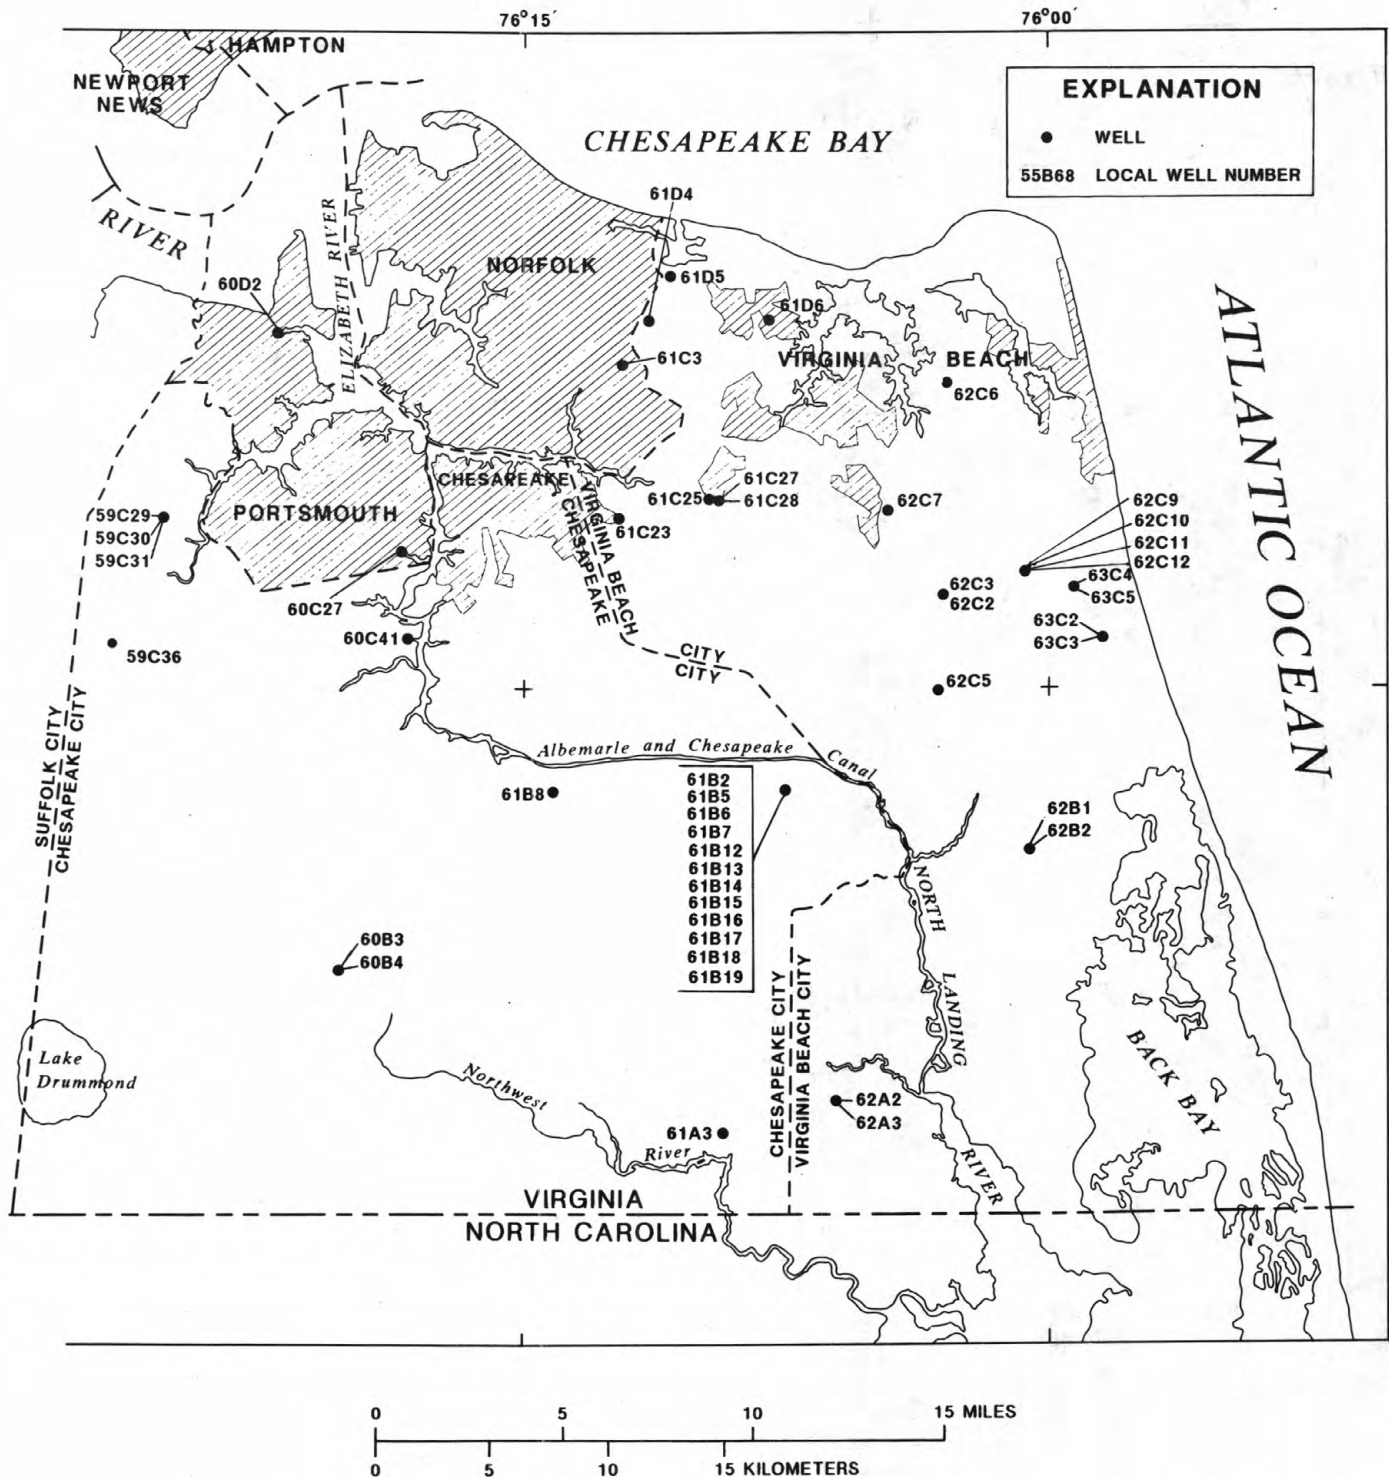 76°15´
76°00´
HAMPTON
NEWPORT
NEWS
EXPLANATION
WELL
55B68 LOCAL WELL NUMBER
CHESAPEAKE BAY
61D4
RIVER
ELIZABETH RIVER
NORFOLK
60D2
61D5
61D6
61C3
VIRGINIA BEACH
62C6
ATLANTIC OCEAN
CHESAPEAKE
VIRGINIA BEACH
CHESAPEAKE
61C27
61C25
61C28
62C7
61C23
PORTSMOUTH
59C29
59C30
59C31
62C9
62C10
62C11
62C12
63C4
63C5
62C3
62C2
60C27
60C41
63C2
63C3
59C36
CITY
CITY
62C5
SUFFOLK CITY
CHESAPEAKE CITY
Albemarle and Chesapeake Canal
61B8
61B2
61B5
61B6
61B7
61B12
61B13
61B14
61B15
61B16
61B17
61B18
61B19
62B1
62B2
60B3
60B4
NORTH LANDING RIVER
CHESAPEAKE CITY
VIRGINIA BEACH CITY
BACK BAY
Lake
Drummond
Northwest River
62A2
62A3
61A3
VIRGINIA
NORTH CAROLINA
0 5 10 15 MILES
0 5 10 15 KILOMETERS